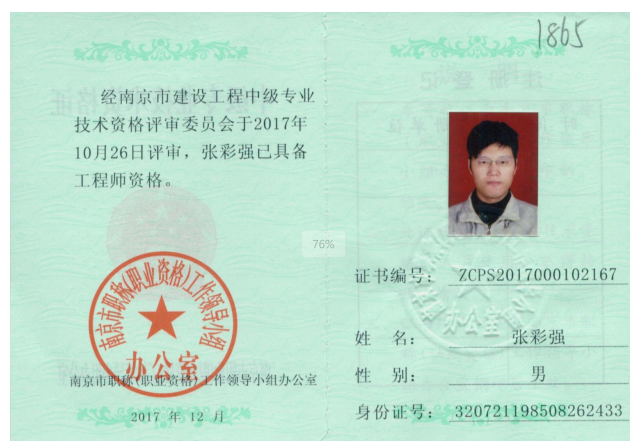 1865
经南京市建设工程中级专业
技术资格评审委员会于2017年
10月26日评审，张彩强已具备
工程师资格。
76%
南京市职称(职业资格)工作领导小组
办公室
南京市职称(职业资格)工作领导小组办公室
2017 年 12 月
证书编号： ZCPS2017000102167
姓 名： 张彩强
性 别： 男
身份证号： 320721198508262433